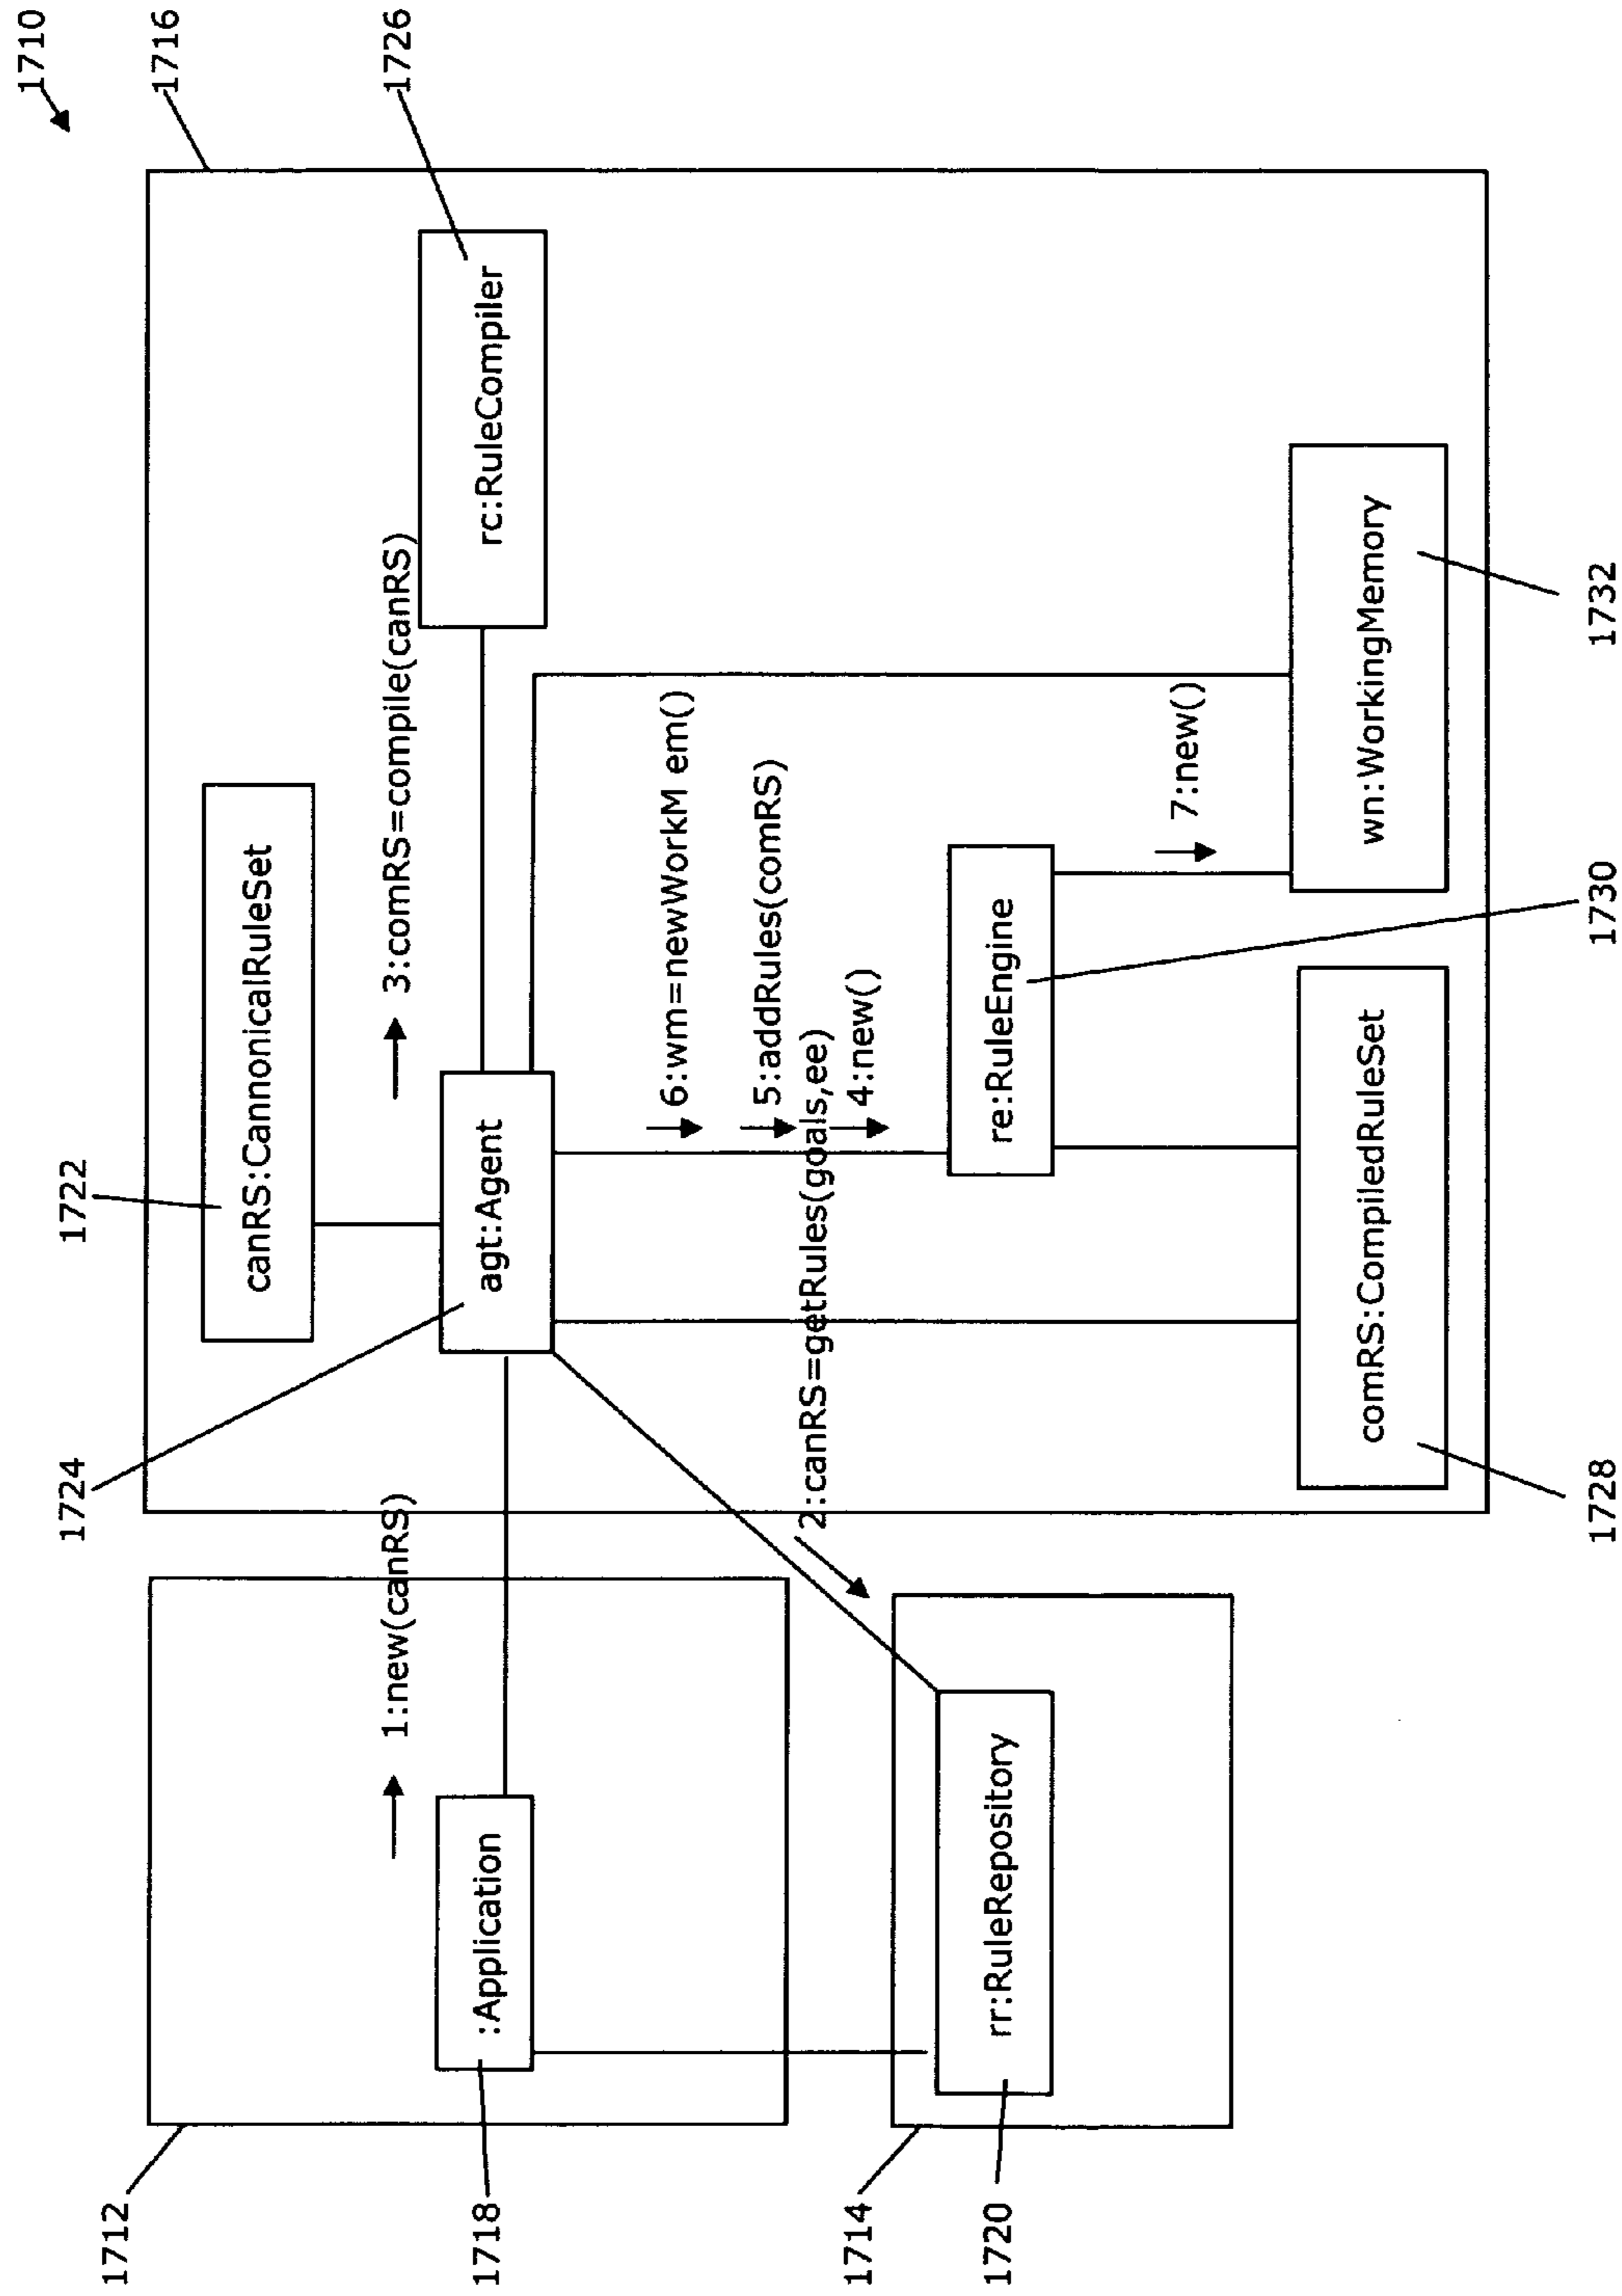 1710
1716
1722
canRS:CannonicalRuleSet
1724
1726
3:comRS=compile(canRS)
rc:RuleCompiler
agt:Agent
1712
1:new(canRS)
:Application
1718
6:wm=newWorkM em()
5:addRules(comRS)
2:canRS=getRules(goals,ee)
4:new()
1714
rr:RuleRepository
1720
re:RuleEngine
7:new()
comRS:CompiledRuleSet
wn:WorkingMemory
1728
1730
1732